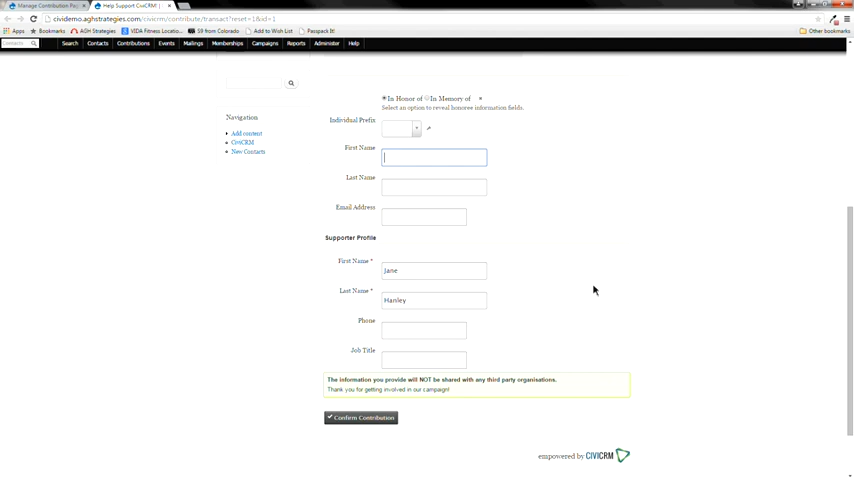 Manage Contribution Pag
Help Support CiviCRM! |
cividemo.aghstrategies.com/civicrm/contribute/transact?reset=1&id=1
Apps Bookmarks AGH Strategies VIDA Fitness Locatio... S9 from Colorado Add to Wish List Passpack It! Other bookmarks
Contacts Search Contacts Contributions Events Mailings Memberships Campaigns Reports Administer Help
In Honor of In Memory of
Select an option to reveal honoree information fields.
Individual Prefix
First Name
Last Name
Email Address
Navigation
Add content
CiviCRM
New Contacts
Supporter Profile
First Name * Jane
Last Name * Hanley
Phone
Job Title
The information you provide will NOT be shared with any third party organisations.
Thank you for getting involved in our campaign!
Confirm Contribution
empowered by CIVICRM